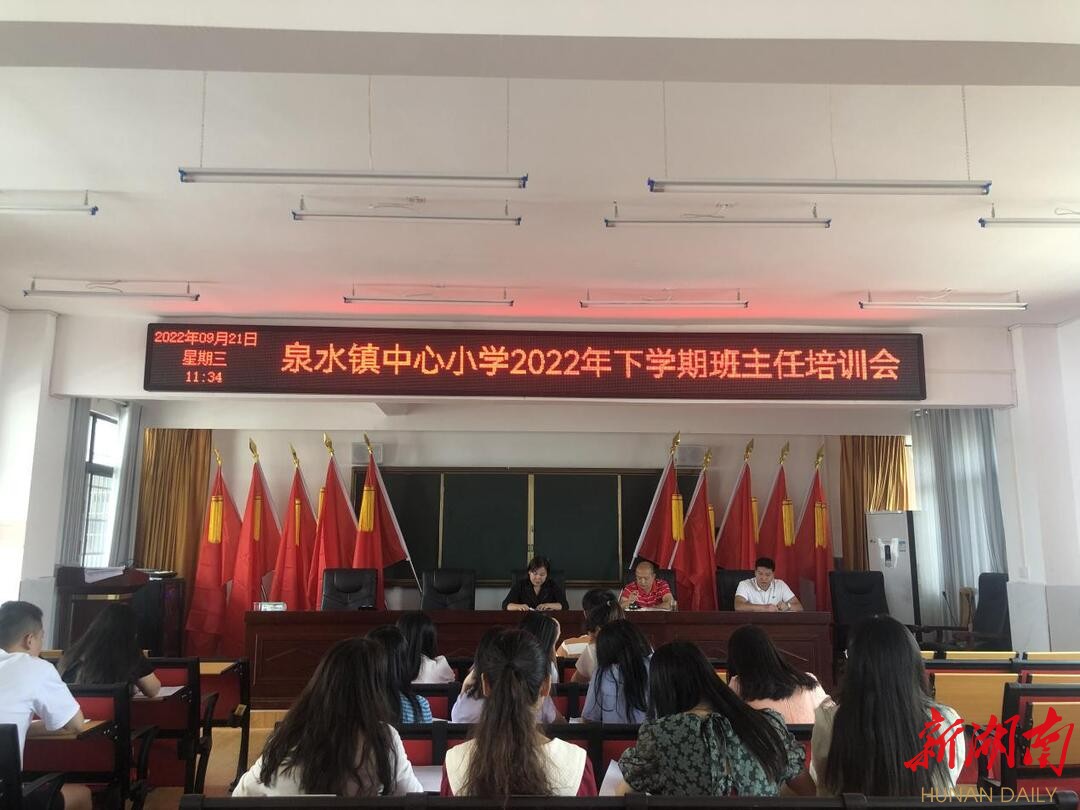 2022年09月21日
星期三
11:34
泉水镇中心小学2022年下学期班主任培训会
新湖南
HUNAN DAILY